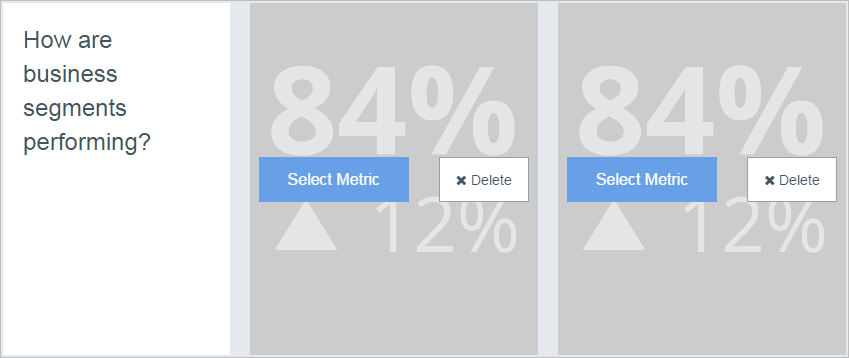 How are
business
segments
performing?
84%
Select Metric
✖ Delete
▲ 12%
84%
Select Metric
✖ Delete
▲ 12%